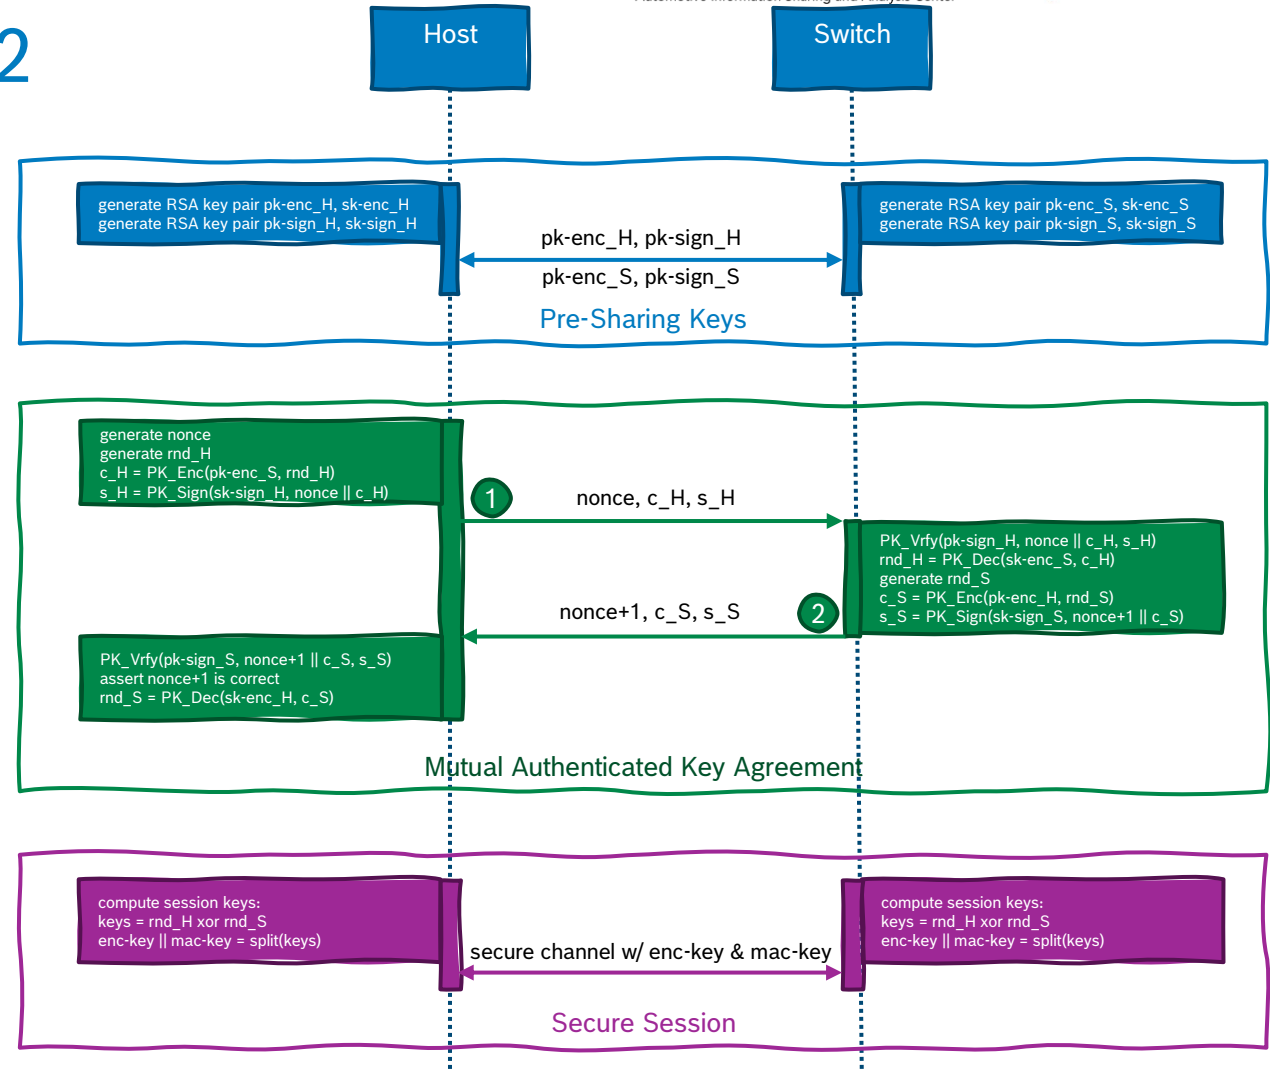 Automotive Information Sharing and Analysis Center
2
Host
Switch
generate RSA key pair pk-enc_H, sk-enc_H
generate RSA key pair pk-sign_H, sk-sign_H
generate RSA key pair pk-enc_S, sk-enc_S
generate RSA key pair pk-sign_S, sk-sign_S
pk-enc_H, pk-sign_H
pk-enc_S, pk-sign_S
Pre-Sharing Keys
generate nonce
generate rnd_H
c_H = PK_Enc(pk-enc_S, rnd_H)
s_H = PK_Sign(sk-sign_H, nonce || c_H)
1
nonce, c_H, s_H
PK_Vrfy(pk-sign_H, nonce || c_H, s_H)
rnd_H = PK_Dec(sk-enc_S, c_H)
generate rnd_S
c_S = PK_Enc(pk-enc_H, rnd_S)
s_S = PK_Sign(sk-sign_S, nonce+1 || c_S)
nonce+1, c_S, s_S
2
PK_Vrfy(pk-sign_S, nonce+1 || c_S, s_S)
assert nonce+1 is correct
rnd_S = PK_Dec(sk-enc_H, c_S)
Mutual Authenticated Key Agreement
compute session keys:
keys = rnd_H xor rnd_S
enc-key || mac-key = split(keys)
compute session keys:
keys = rnd_H xor rnd_S
enc-key || mac-key = split(keys)
secure channel w/ enc-key & mac-key
Secure Session